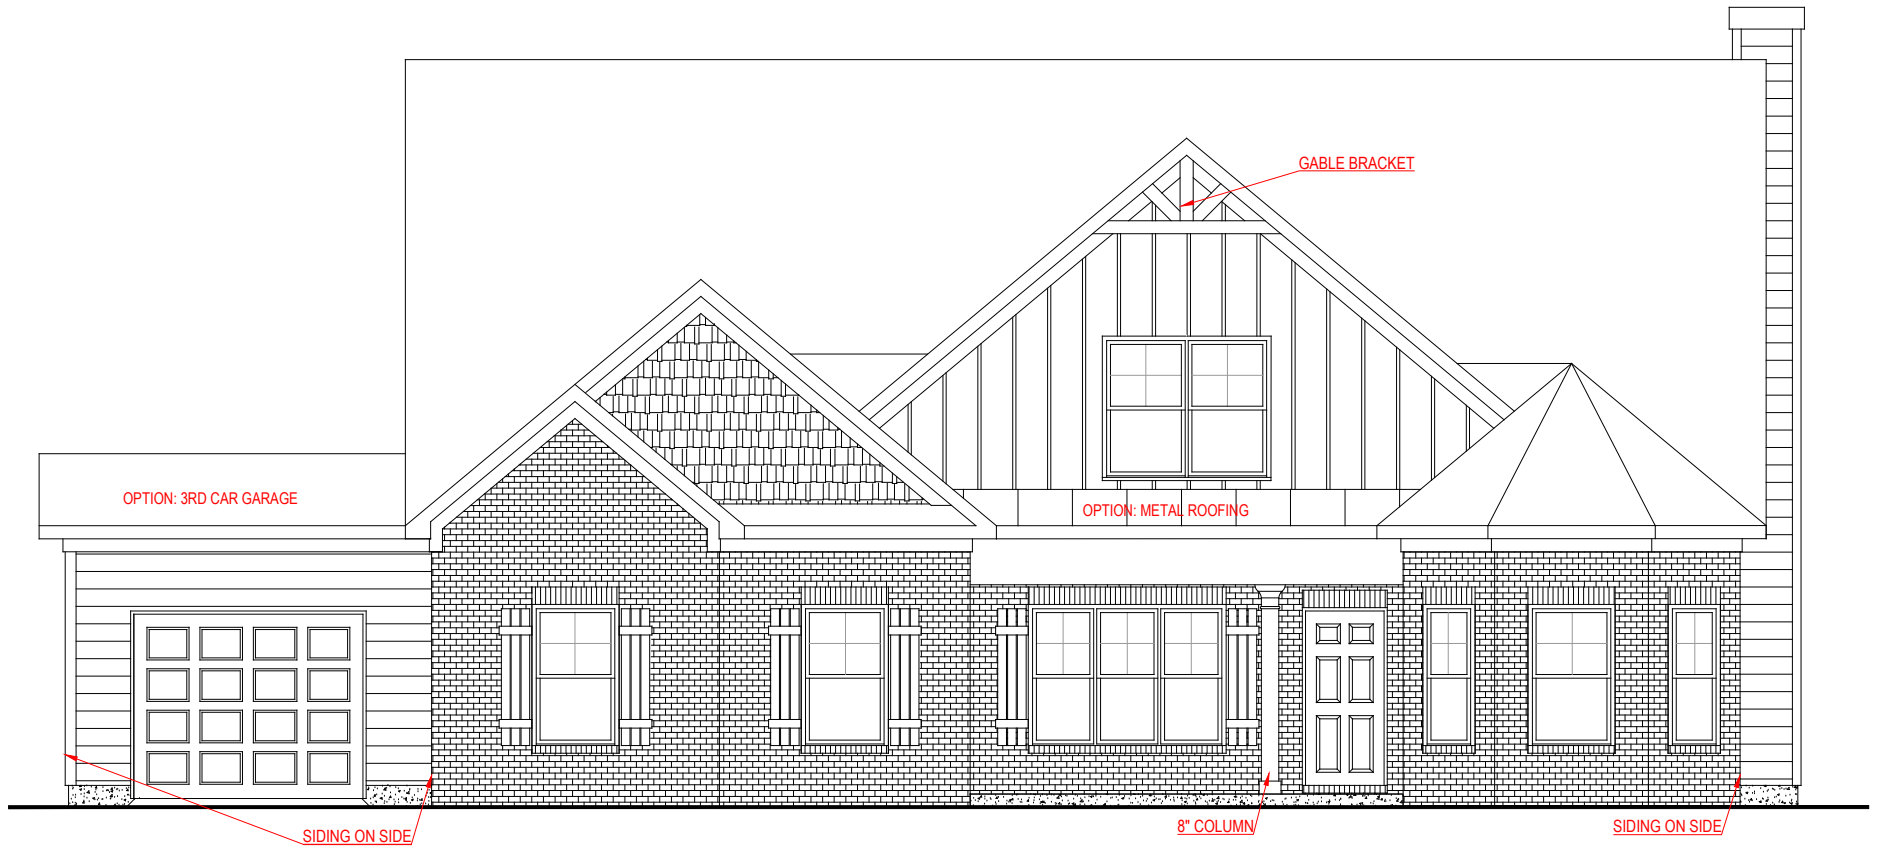 GABLE BRACKET
OPTION: 3RD CAR GARAGE
OPTION: METAL ROOFING
SIDING ON SIDE
8" COLUMN
SIDING ON SIDE